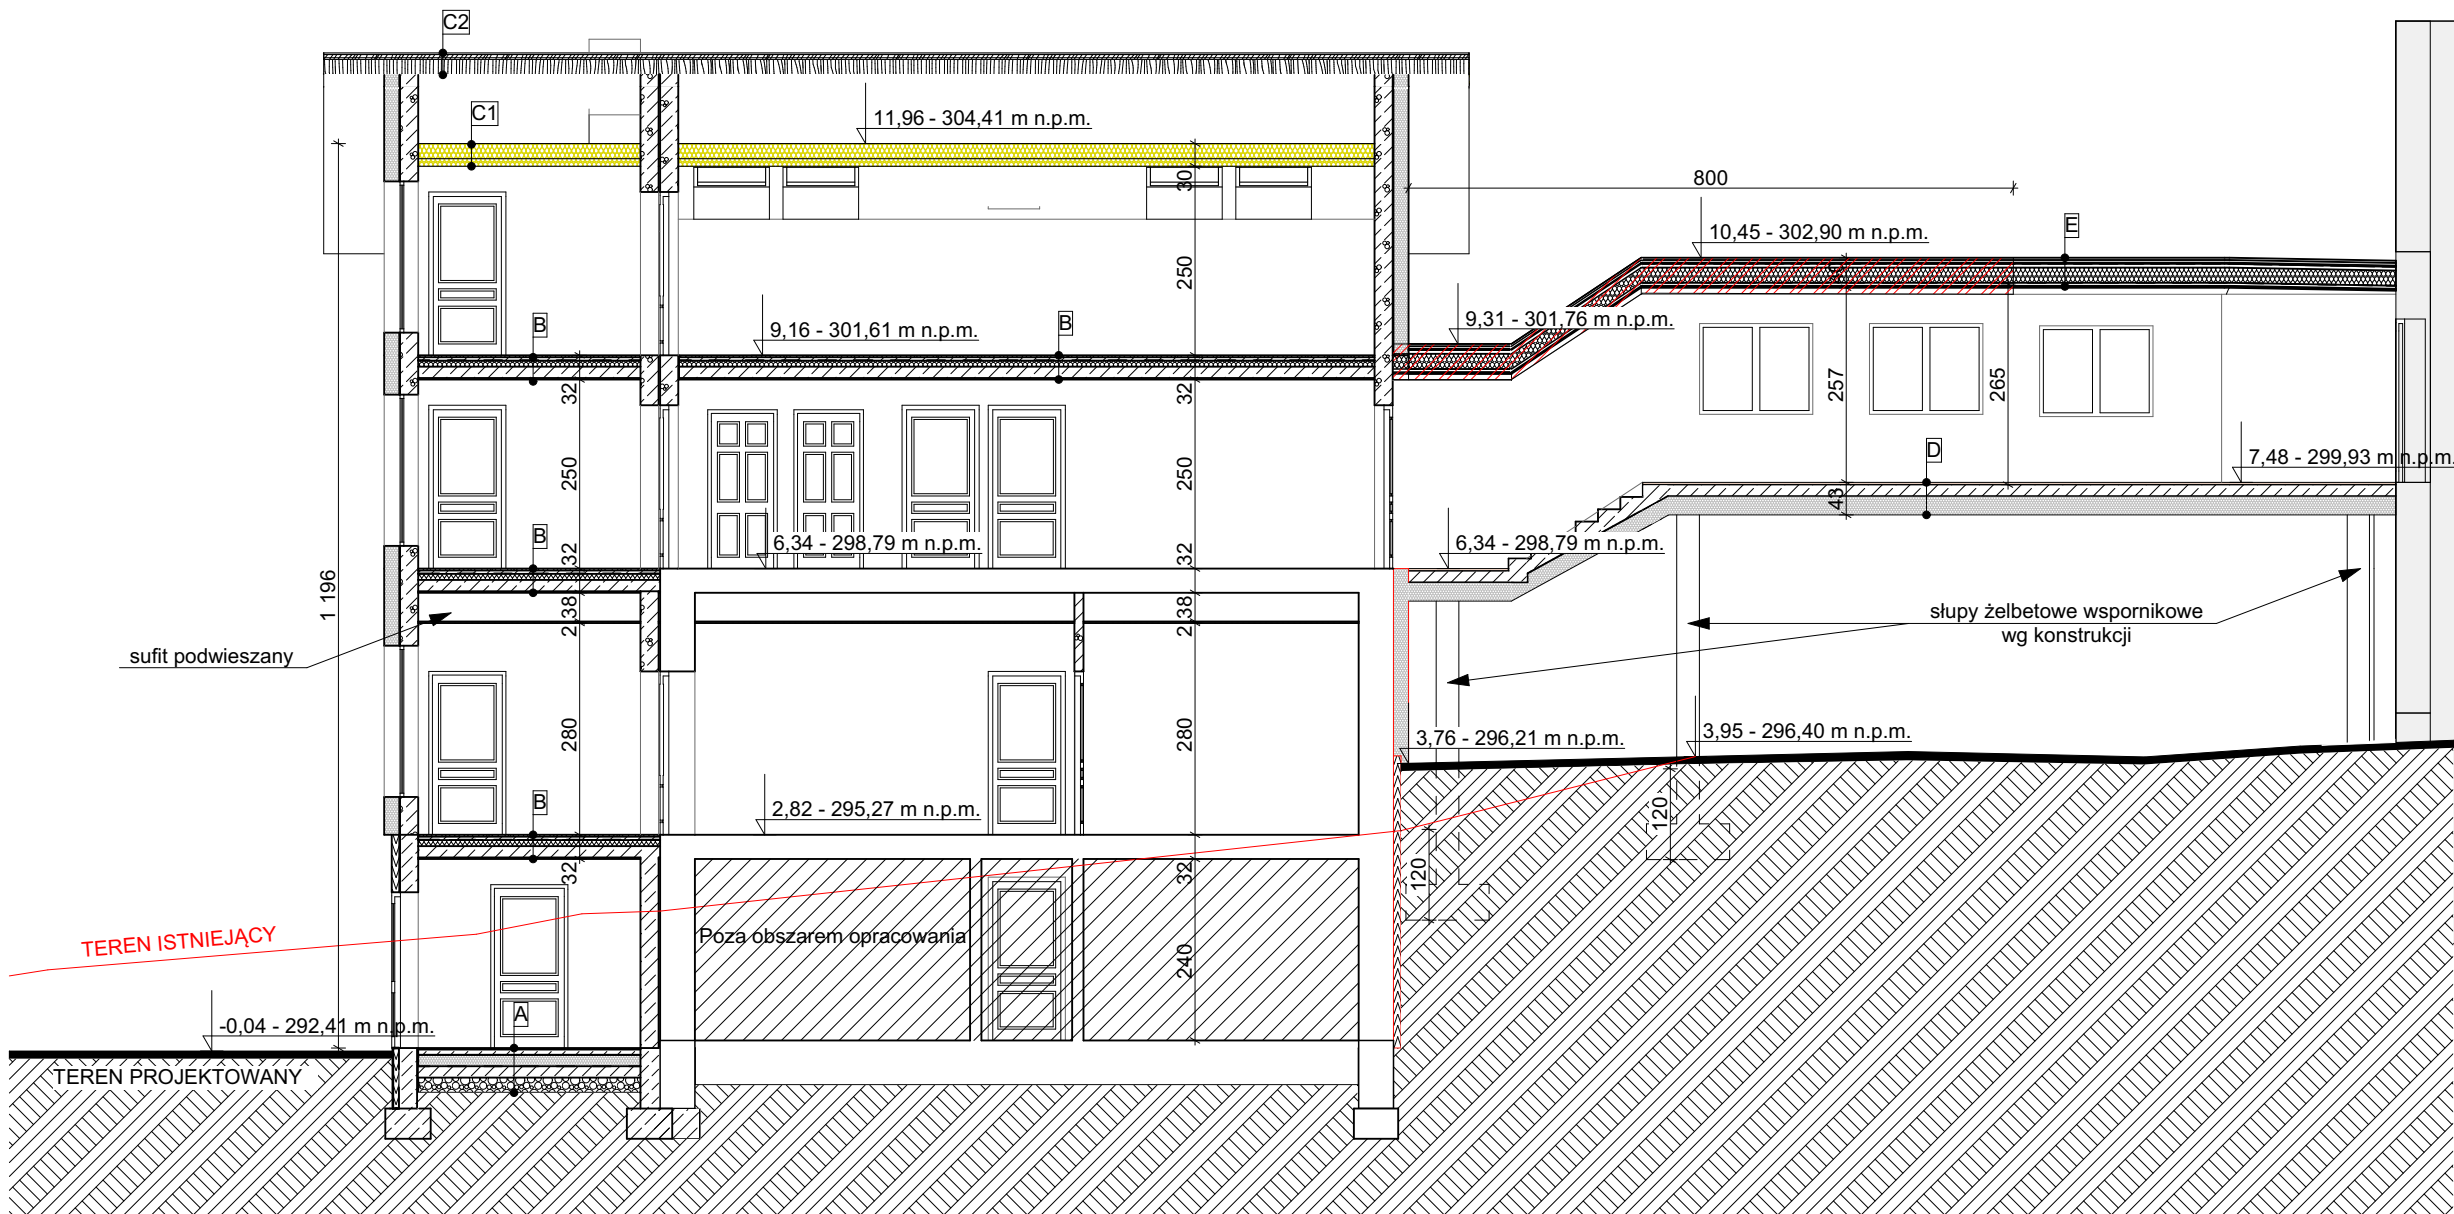 C2
C1
11,96 - 304,41 m n.p.m.
30
800
10,45 - 302,90 m n.p.m.
E
250
B
9,16 - 301,61 m n.p.m.
B
9,31 - 301,76 m n.p.m.
32
32
257
265
250
250
D
7,48 - 299,93 m n.p.m.
43
B
32
6,34 - 298,79 m n.p.m.
32
6,34 - 298,79 m n.p.m.
1 196
2,38
2,38
słupy żelbetowe wspornikowe
wg konstrukcji
sufit podwieszany
280
280
3,76 - 296,21 m n.p.m.
3,95 - 296,40 m n.p.m.
B
2,82 - 295,27 m n.p.m.
120
32
32
120
TEREN ISTNIEJĄCY
Poza obszarem opracowania
240
A
-0,04 - 292,41 m n.p.m.
TEREN PROJEKTOWANY